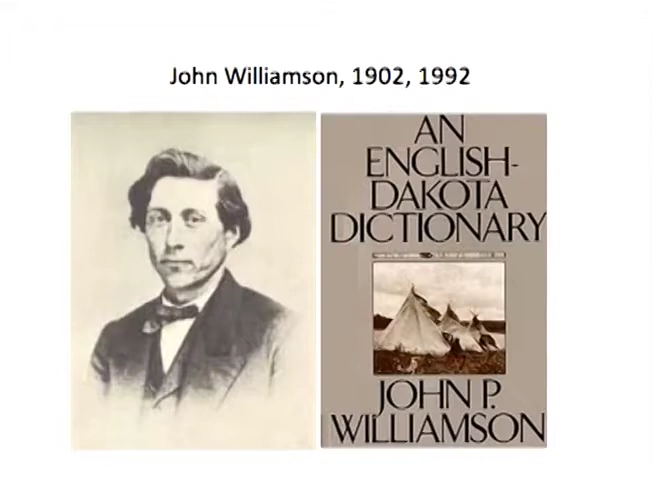 John Williamson, 1902, 1992
AN
ENGLISH-
DAKOTA
DICTIONARY
JOHN P.
WILLIAMSON